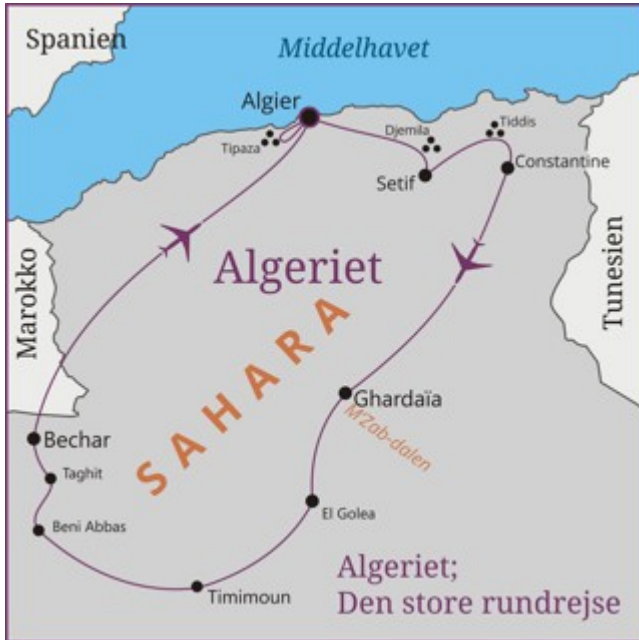 Spanien
Middelhavet
Algier
Tipaza
Djemila
Tiddis
Setif
Constantine
Algeriet
Marokko
Tunesien
SAHARA
Ghardaïa
M'Zab-dalen
Bechar
Taghit
Beni Abbas
El Golea
Timimoun
Algeriet;
Den store rundrejse